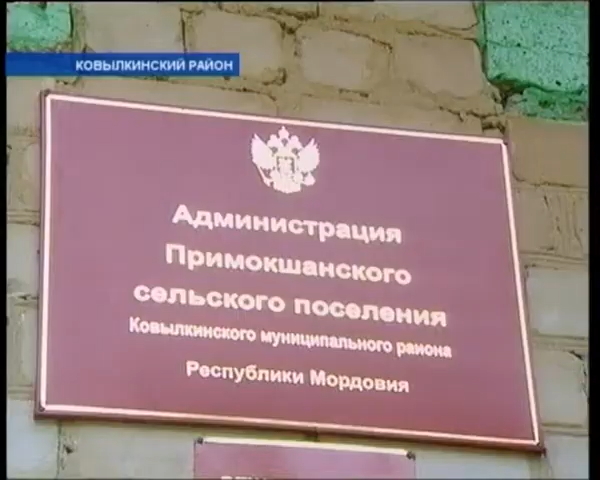 КОВЫЛКИНСКИЙ РАЙОН
Администрация
Примокшанского
сельского поселения
Ковылкинского муниципального района
Республики Мордовия